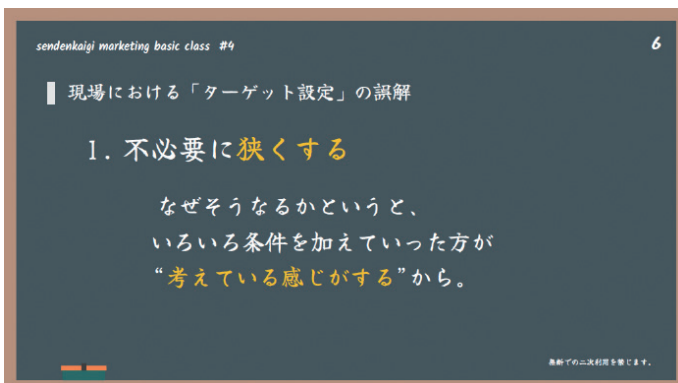 sendenkaigi marketing basic class #4
6
現場における「ターゲット設定」の誤解
1. 不必要に狭くする
なぜそうなるかというと、
いろいろ条件を加えていった方が
“考えている感じがする”から。
無断での二次利用を禁じます。